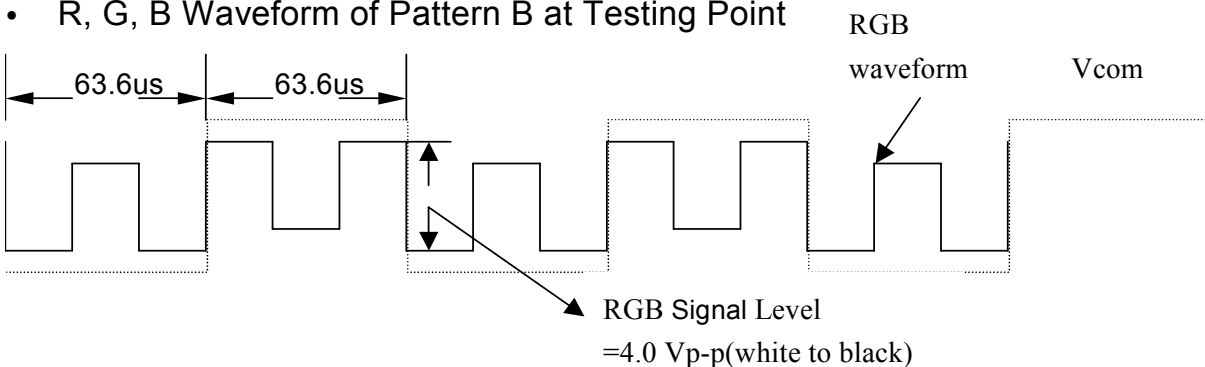 • R, G, B Waveform of Pattern B at Testing Point
RGB
waveform
Vcom
63.6us
63.6us
RGB Signal Level
=4.0 Vp-p(white to black)